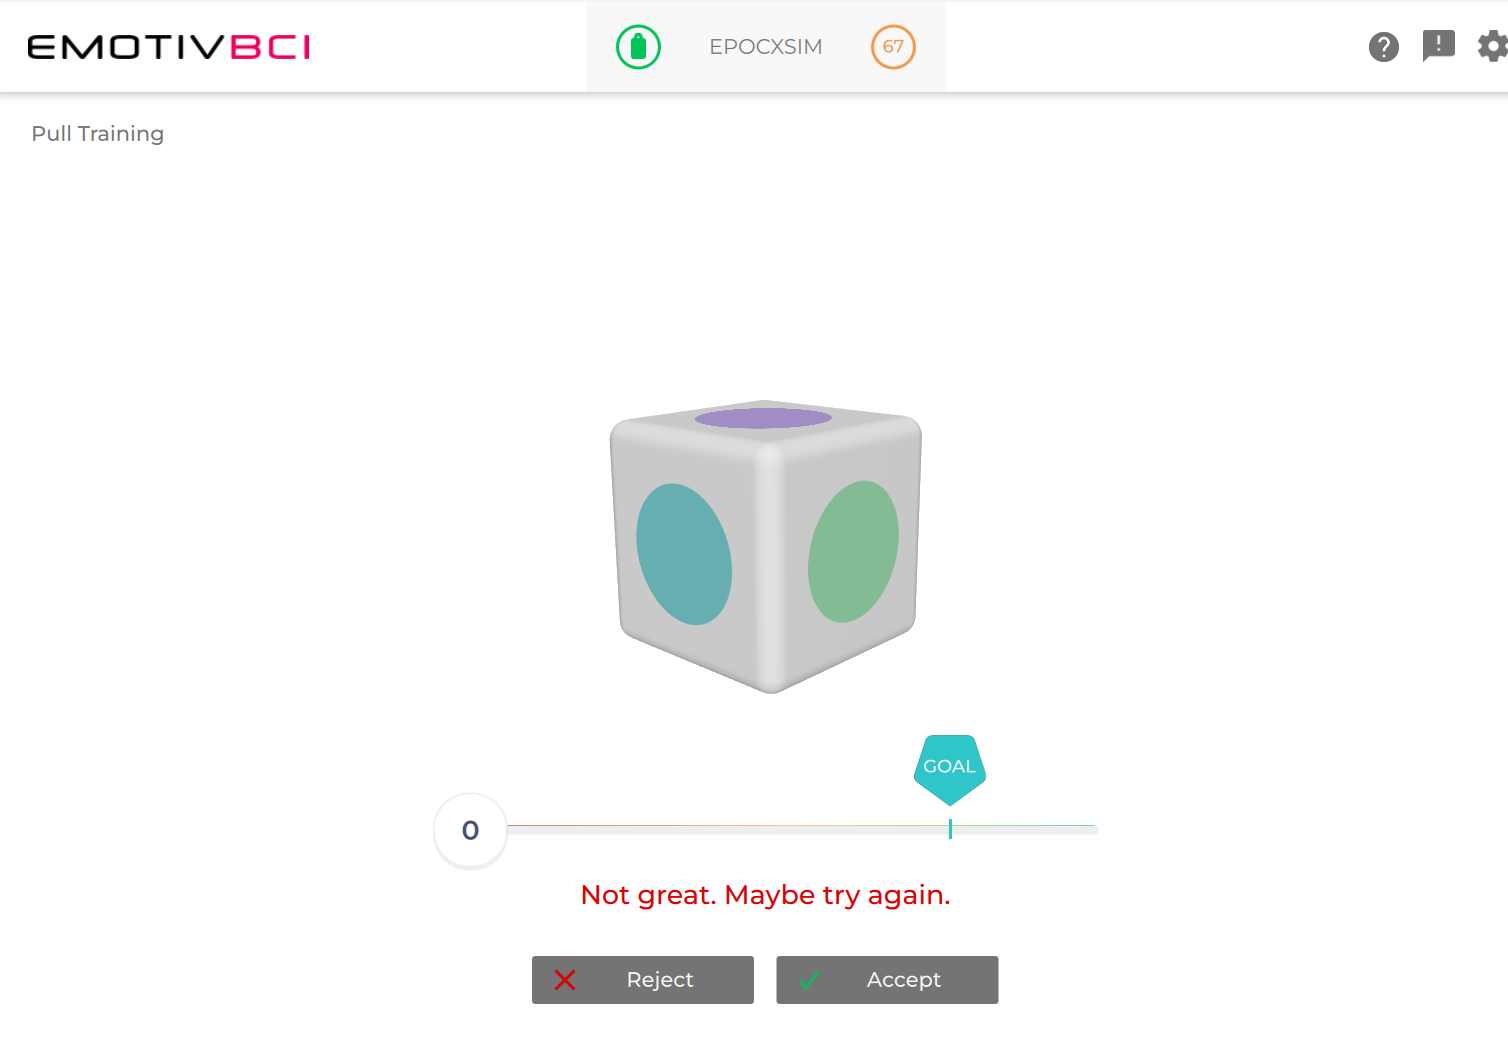 EMOTIVBCI
EPOCXSIM
67
Pull Training
GOAL
0
Not great. Maybe try again.
Reject
Accept